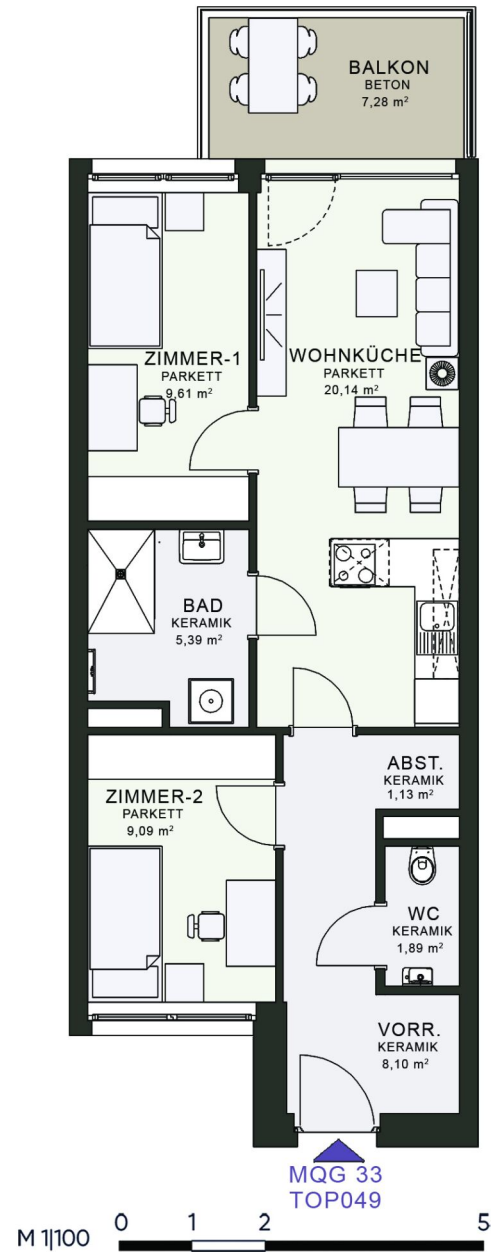 BALKON
BETON
7,28 m²
ZIMMER-1
PARKETT
9,61 m²
WOHNKÜCHE
PARKETT
20,14 m²
BAD
KERAMIK
5,39 m²
ABST.
KERAMIK
1,13 m²
ZIMMER-2
PARKETT
9,09 m²
WC
KERAMIK
1,89 m²
VORR.
KERAMIK
8,10 m²
MQG 33
TOP049
M 1|100 0 1 2 5